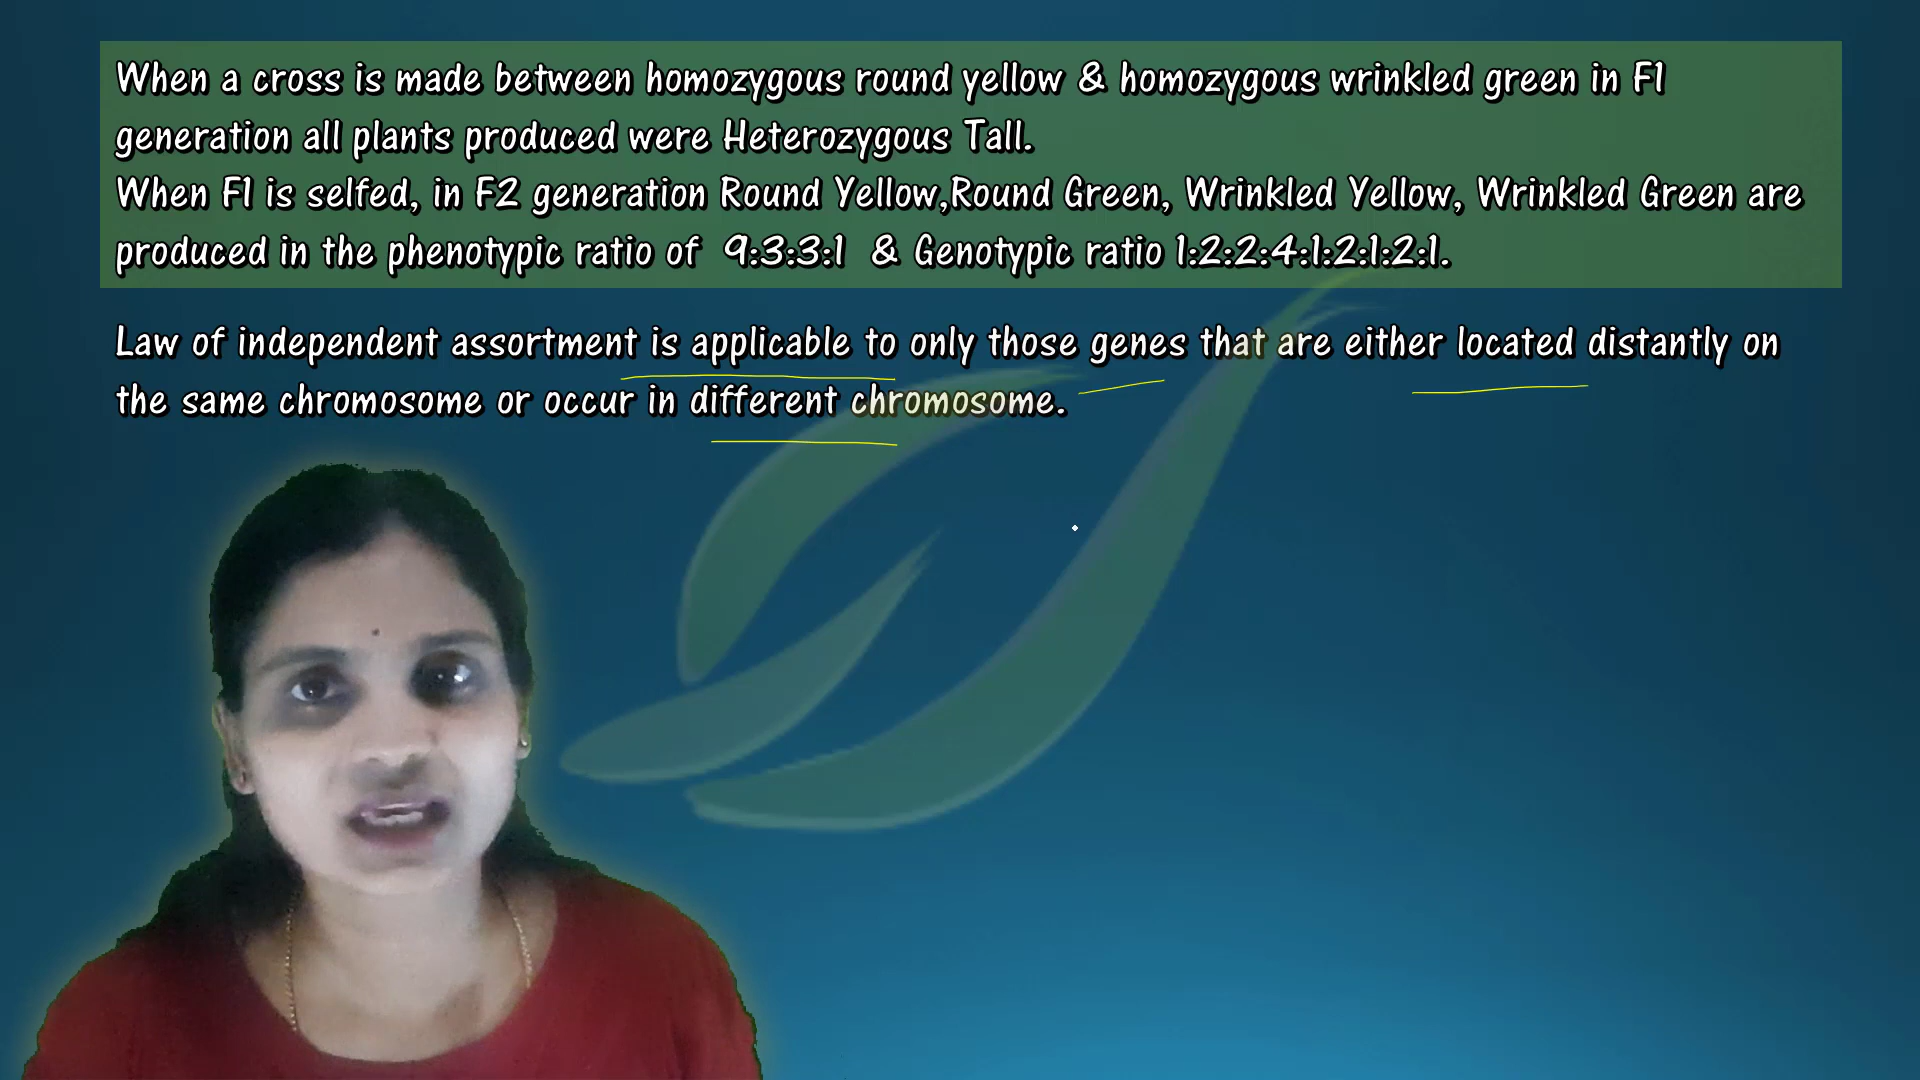 When a cross is made between homozygous round yellow & homozygous wrinkled green in F1
generation all plants produced were Heterozygous Tall.
When F1 is selfed, in F2 generation Round Yellow,Round Green, Wrinkled Yellow, Wrinkled Green are
produced in the phenotypic ratio of 9:3:3:1 & Genotypic ratio 1:2:2:4:1:2:1:2:1.
Law of independent assortment is applicable to only those genes that are either located distantly on
the same chromosome or occur in different chromosome.